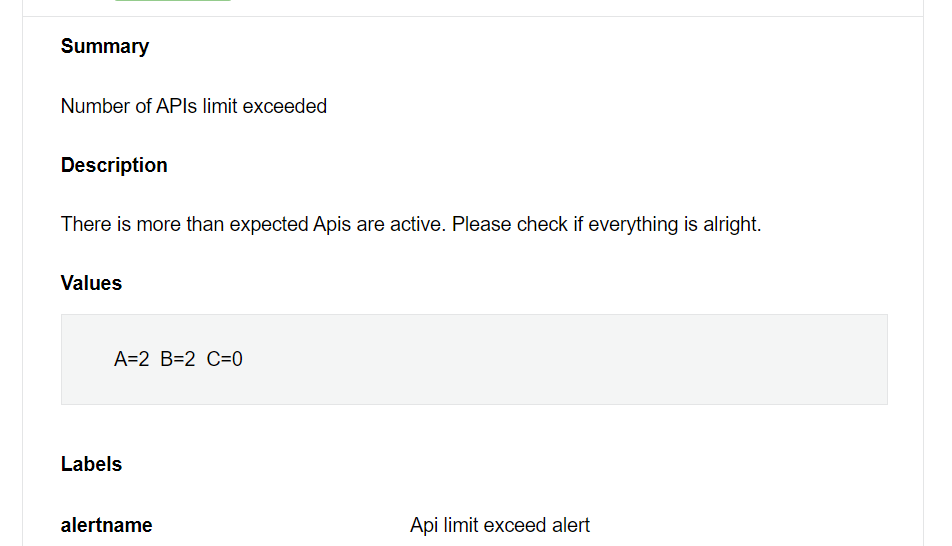 Summary
Number of APIs limit exceeded
Description
There is more than expected Apis are active. Please check if everything is alright.
Values
A=2 B=2 C=0
Labels
alertname Api limit exceed alert